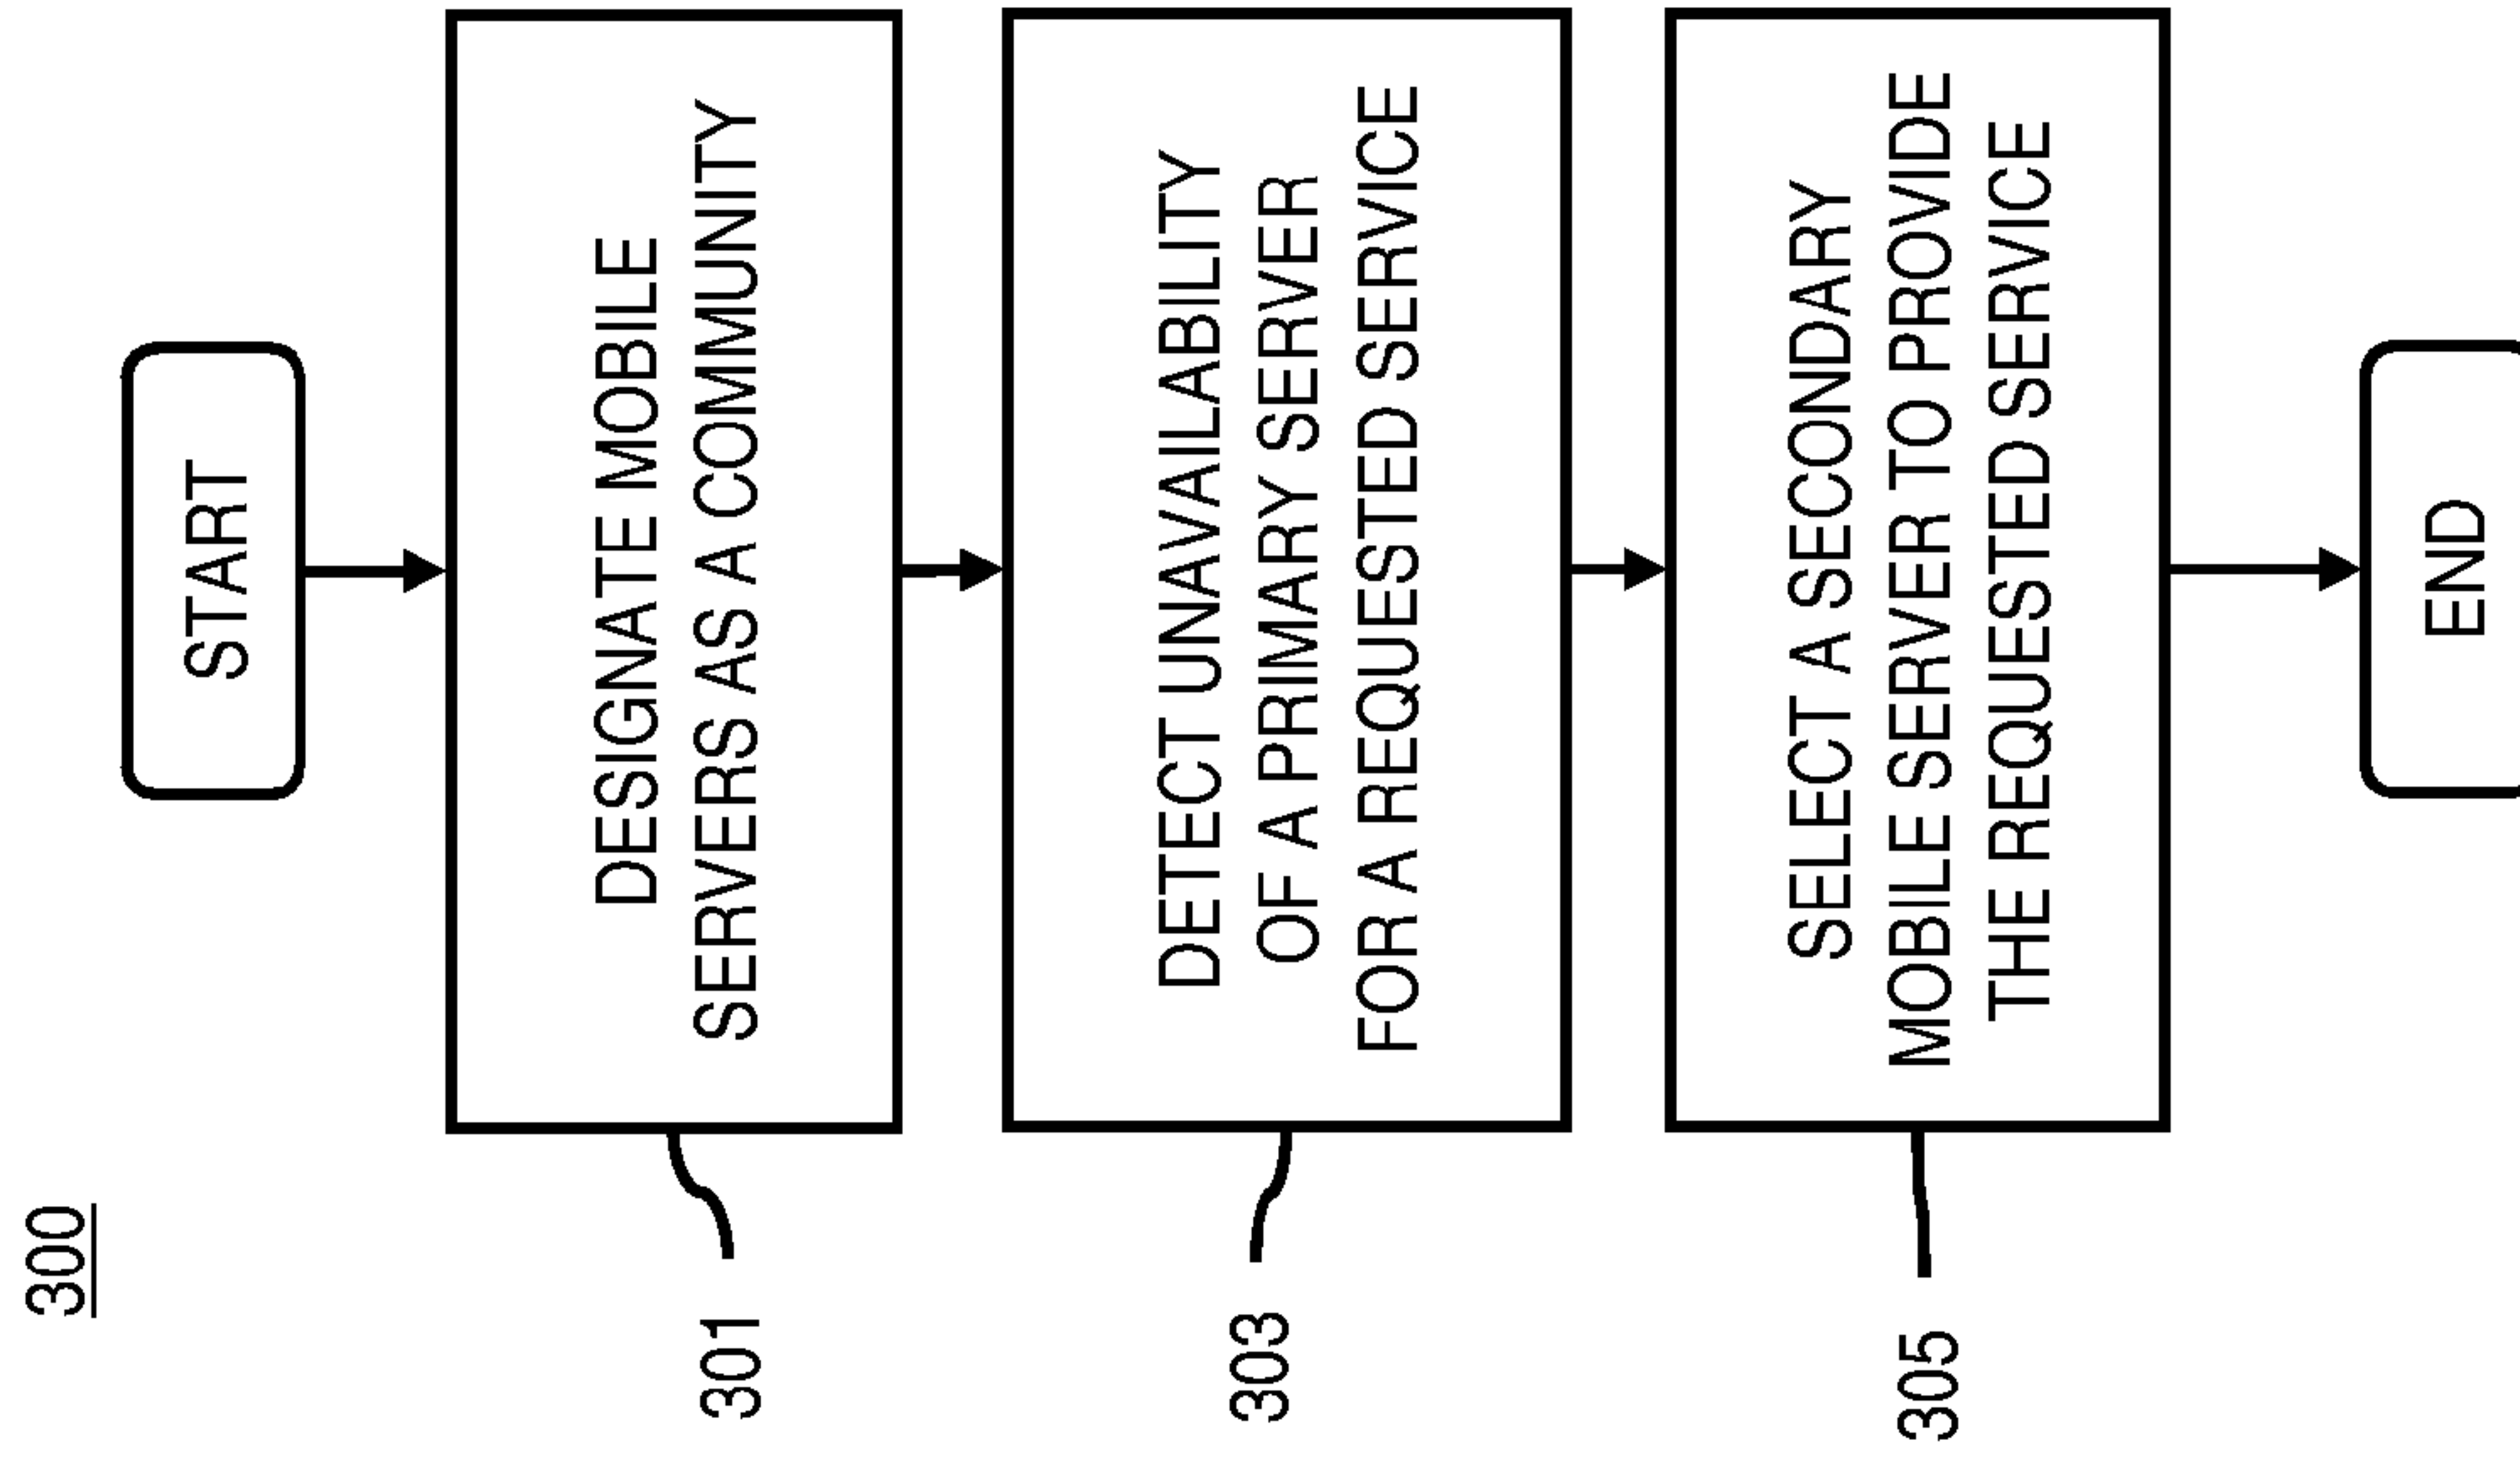 300
START
DESIGNATE MOBILE
SERVERS AS A COMMUNITY
301
DETECT UNAVAILABILITY
OF A PRIMARY SERVER
FOR A REQUESTED SERVICE
303
SELECT A SECONDARY
MOBILE SERVER TO PROVIDE
THE REQUESTED SERVICE
305
END